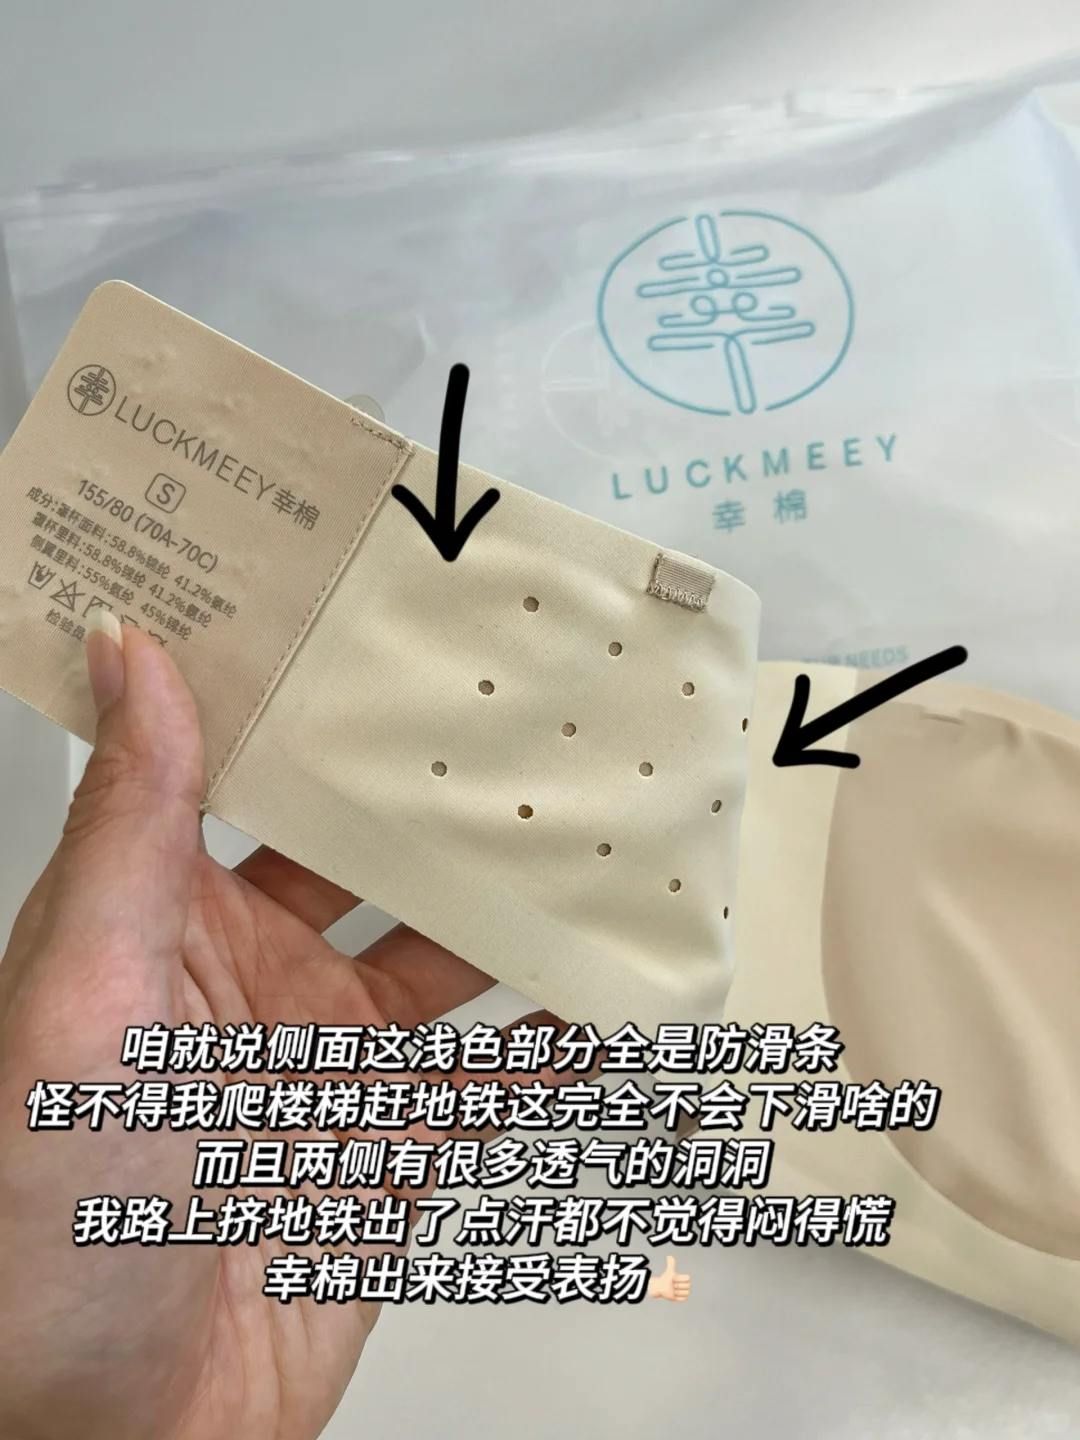 LUCKMEEY
幸棉
LUCKMEEY幸棉
S
155/80 (70A-70C)
成分:罩杯面料:58.8%锦纶 41.2%氨纶
罩杯里料:58.8%锦纶 41.2%氨纶
侧翼里料:55%氨纶 45%锦纶
检验员
NEEDS
咱就说侧面这浅色部分全是防滑条
怪不得我爬楼梯赶地铁这完全不会下滑啥的
而且两侧有很多透气的洞洞
我路上挤地铁出了点汗都不觉得闷得慌
幸棉出来接受表扬👍🏻